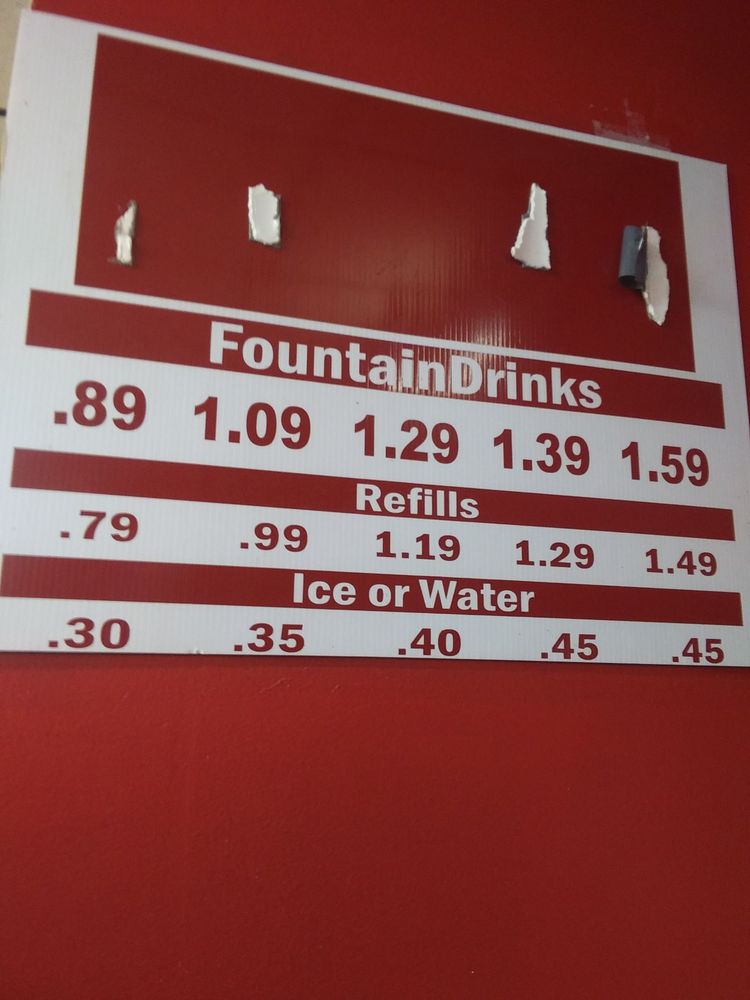 FountainDrinks
.89 1.09 1.29 1.39 1.59
Refills
.79 .99 1.19 1.29 1.49
Ice or Water
.30 .35 .40 .45 .45